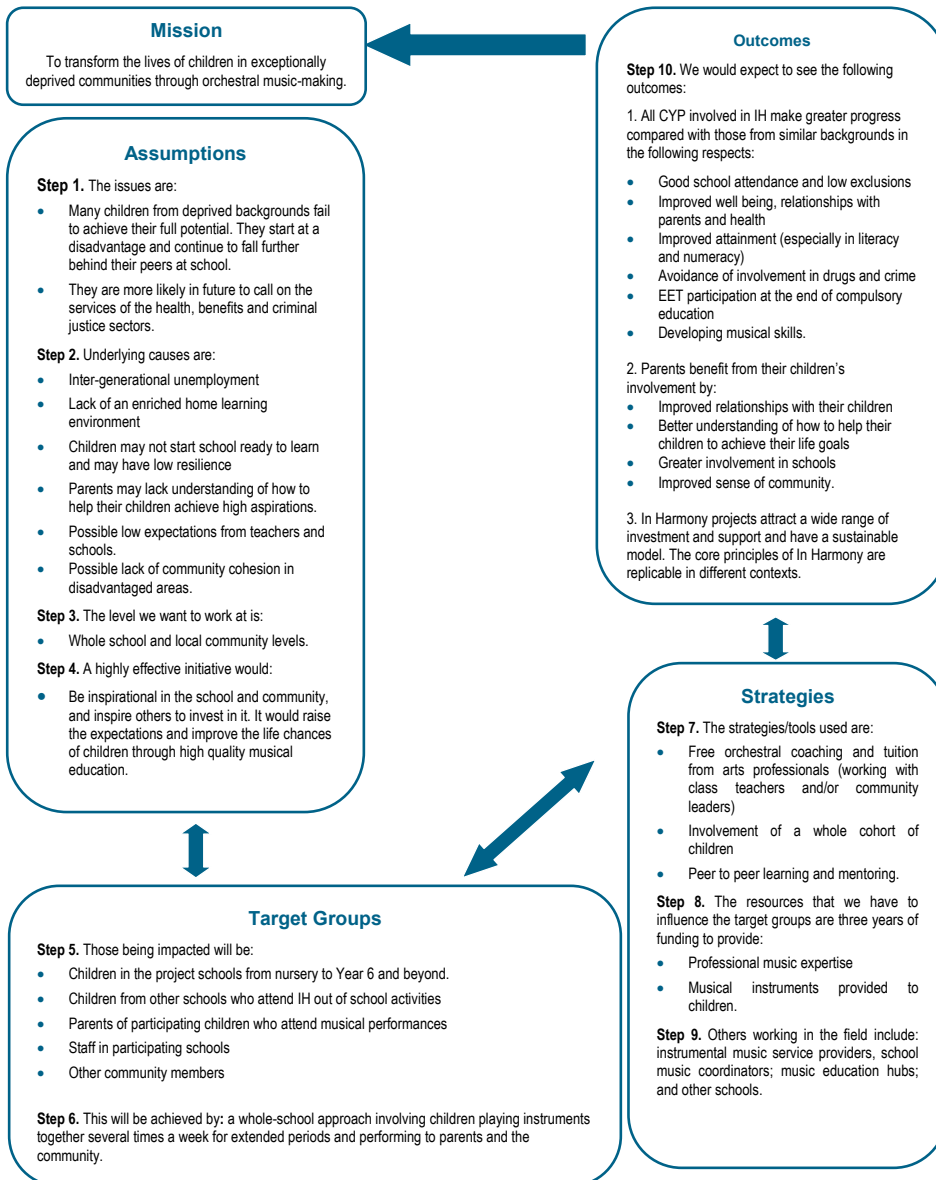 Mission
To transform the lives of children in exceptionally
deprived communities through orchestral music-making.
Assumptions
Step 1. The issues are:
• Many children from deprived backgrounds fail
to achieve their full potential. They start at a
disadvantage and continue to fall further
behind their peers at school.
• They are more likely in future to call on the
services of the health, benefits and criminal
justice sectors.
Step 2. Underlying causes are:
• Inter-generational unemployment
• Lack of an enriched home learning
environment
• Children may not start school ready to learn
and may have low resilience
• Parents may lack understanding of how to
help their children achieve high aspirations.
• Possible low expectations from teachers and
schools.
• Possible lack of community cohesion in
disadvantaged areas.
Step 3. The level we want to work at is:
• Whole school and local community levels.
Step 4. A highly effective initiative would:
• Be inspirational in the school and community,
and inspire others to invest in it. It would raise
the expectations and improve the life chances
of children through high quality musical
education.
Target Groups
Step 5. Those being impacted will be:
• Children in the project schools from nursery to Year 6 and beyond.
• Children from other schools who attend IH out of school activities
• Parents of participating children who attend musical performances
• Staff in participating schools
• Other community members
Step 6. This will be achieved by: a whole-school approach involving children playing instruments
together several times a week for extended periods and performing to parents and the
community.
Strategies
Step 7. The strategies/tools used are:
• Free orchestral coaching and tuition
from arts professionals (working with
class teachers and/or community
leaders)
• Involvement of a whole cohort of
children
• Peer to peer learning and mentoring.
Step 8. The resources that we have to
influence the target groups are three years of
funding to provide:
• Professional music expertise
• Musical instruments provided to
children.
Step 9. Others working in the field include:
instrumental music service providers, school
music coordinators; music education hubs;
and other schools.
Outcomes
Step 10. We would expect to see the following
outcomes:
1. All CYP involved in IH make greater progress
compared with those from similar backgrounds in
the following respects:
• Good school attendance and low exclusions
• Improved well being, relationships with
parents and health
• Improved attainment (especially in literacy
and numeracy)
• Avoidance of involvement in drugs and crime
• EET participation at the end of compulsory
education
• Developing musical skills.
2. Parents benefit from their children's
involvement by:
• Improved relationships with their children
• Better understanding of how to help their
children to achieve their life goals
• Greater involvement in schools
• Improved sense of community.
3. In Harmony projects attract a wide range of
investment and support and have a sustainable
model. The core principles of In Harmony are
replicable in different contexts.